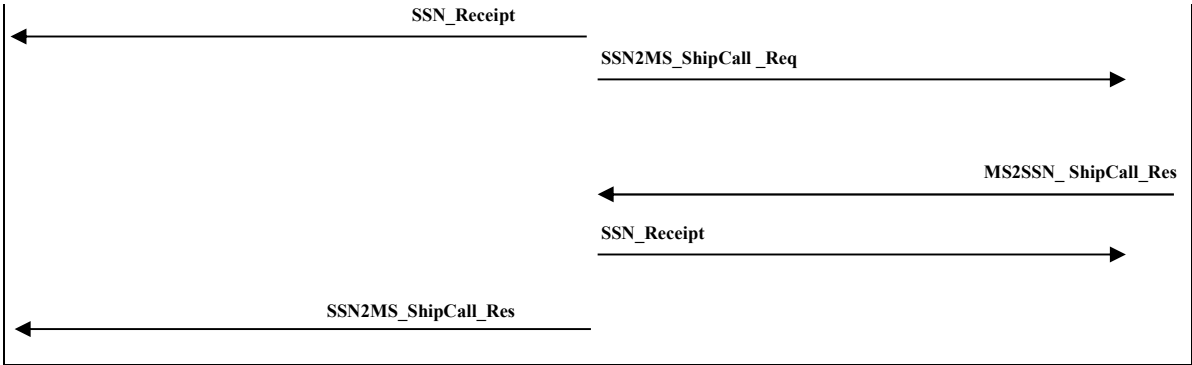 SSN_Receipt
SSN2MS_ShipCall _Req
MS2SSN_ ShipCall_Res
SSN_Receipt
SSN2MS_ShipCall_Res